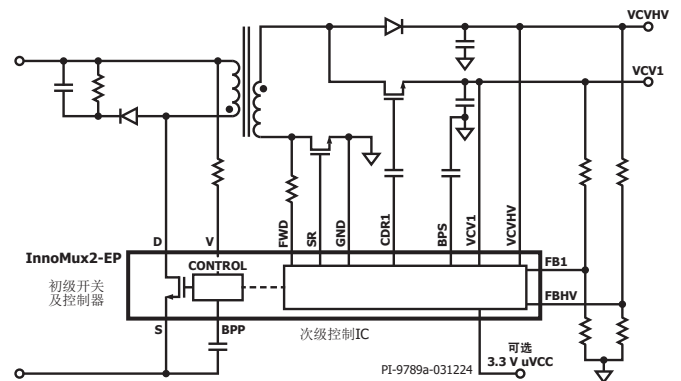 VCVHV
VCV1
FWD
SR
GND
CDR1
BPS
VCV1
VCVHV
D
V
InnoMux2-EP
CONTROL
FB1
初级开关
及控制器
FBHV
S
BPP
次级控制IC
可选
3.3 V uVCC
PI-9789a-031224